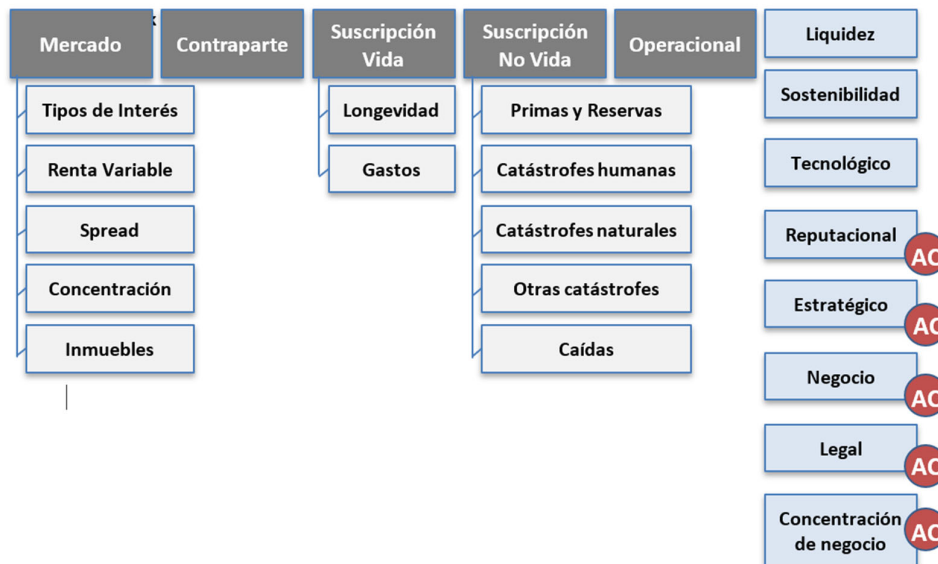 Mercado
Contraparte
Suscripción
Vida
Suscripción
No Vida
Operacional
Tipos de Interés
Renta Variable
Spread
Concentración
Inmuebles
Longevidad
Gastos
Primas y Reservas
Catástrofes humanas
Catástrofes naturales
Otras catástrofes
Caídas
Liquidez
Sostenibilidad
Tecnológico
Reputacional
Estratégico
Negocio
Legal
Concentración
de negocio